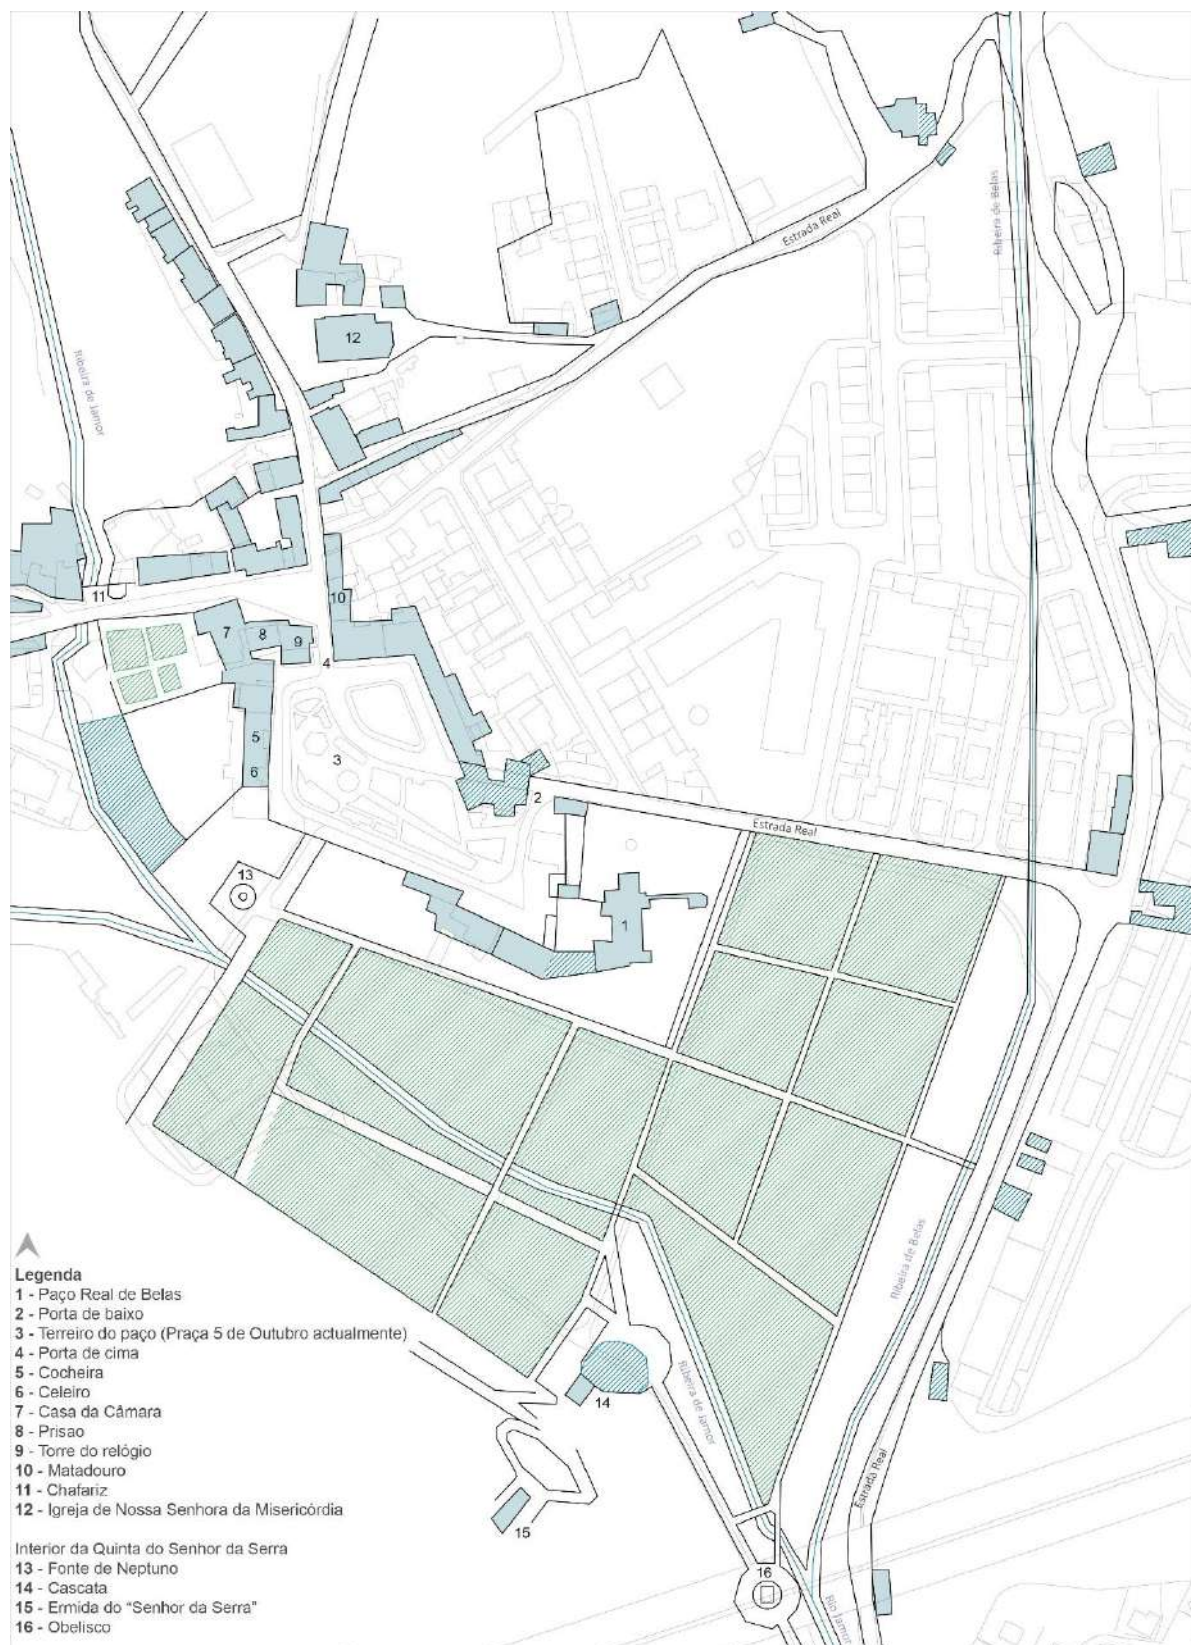 Ribeira de Belas
Estrada Real
Ribeira de Jamor
12
11
10
7
8
9
4
5
3
6
2
Estrada Real
13
1
Ribeira de Belas
Legenda
1 - Paço Real de Belas
2 - Porta de baixo
3 - Terreiro do paço (Praça 5 de Outubro actualmente)
4 - Porta de cima
5 - Cocheira
6 - Celeiro
7 - Casa da Câmara
8 - Prisao
9 - Torre do relógio
10 - Matadouro
11 - Chafariz
12 - Igreja de Nossa Senhora da Misericórdia
Interior da Quinta do Senhor da Serra
13 - Fonte de Neptuno
14 - Cascata
15 - Ermida do "Senhor da Serra"
16 - Obelisco
Ribeira de Jamor
14
Estrada Real
15
16
Rio Jamor